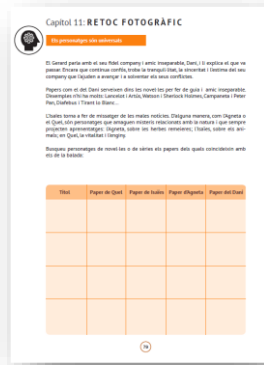 Capítol 11: RETOC FOTOGRÀFIC
Els personatges són universals
El Gerard parla amb el seu fidel company i amic inseparable, Dani, i li explica el que va
passar. Encara que continua confós, troba la tranquil·litat, la sinceritat i l'estima del seu
company que l'ajuden a avançar i a solventar els seus conflictes.
Papers com el del Dani serveixen dins les novel·les per fer de guia i amic inseparable.
D'exemples n'hi ha molts: Lancelot i Artús, Watson i Sherlock Holmes, Campaneta i Peter
Pan, Diafebus i Tirant lo Blanc...
L'Isaïes torna a fer de missatger de les males notícies. D'alguna manera, com l'Agneta o
el Quel, són personatges que amaguen misteris relacionats amb la natura i que sempre
projecten aprenentatges: l'Agneta, sobre les herbes remeieres; l'Isaïes, sobre els ani-
mals; en Quel, la vitalitat i l'enginy.
Busqueu personatges de novel·les o de sèries els papers dels quals coincideixin amb
els de la balada:
Títol
Paper de Quel
Paper de Isaïes
Paper d'Agneta
Paper del Dani